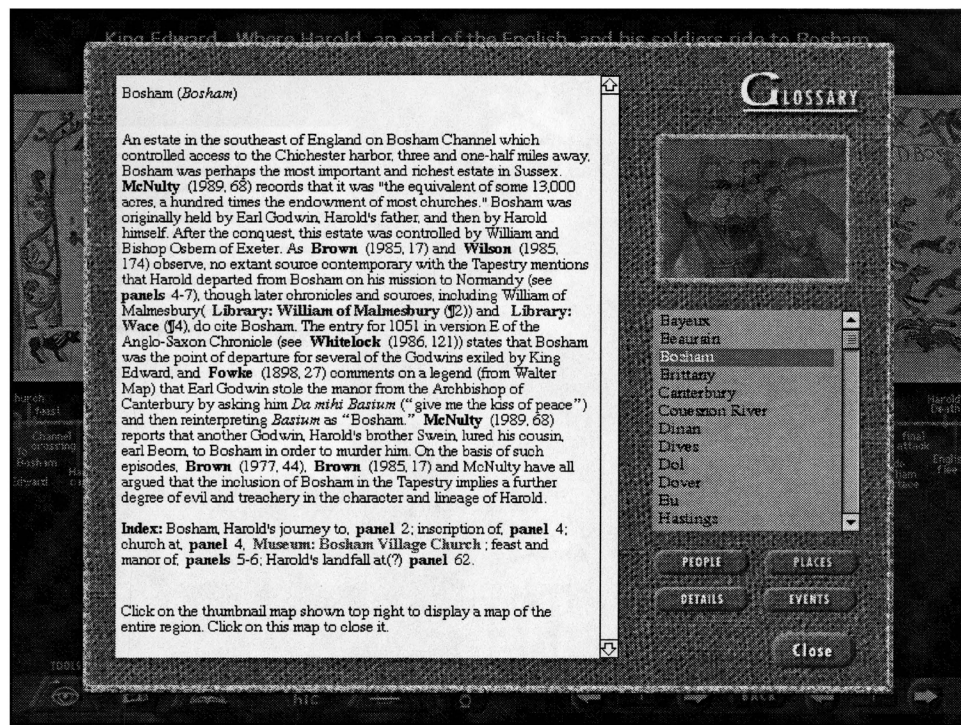 King Edward. Where Harold, an earl of the English, and his soldiers ride to Bosham
GLOSSARY
Bosham (Bosham)
An estate in the southeast of England on Bosham Channel which
controlled access to the Chichester harbor, three and one-half miles away.
Bosham was perhaps the most important and richest estate in Sussex.
McNulty (1989, 68) records that it was "the equivalent of some 13,000
acres, a hundred times the endowment of most churches." Bosham was
originally held by Earl Godwin, Harold's father, and then by Harold
himself. After the conquest, this estate was controlled by William and
Bishop Osbern of Exeter. As Brown (1985, 17) and Wilson (1985,
174) observe, no extant source contemporary with the Tapestry mentions
that Harold departed from Bosham on his mission to Normandy (see
panels 4-7), though later chronicles and sources, including William of
Malmesbury( Library: William of Malmesbury (¶2)) and Library:
Wace (¶4), do cite Bosham. The entry for 1051 in version E of the
Anglo-Saxon Chronicle (see Whitelock (1986, 121)) states that Bosham
was the point of departure for several of the Godwins exiled by King
Edward, and Fowke (1898, 27) comments on a legend (from Walter
Map) that Earl Godwin stole the manor from the Archbishop of
Canterbury by asking him Da mihi Basium (“give me the kiss of peace”)
and then reinterpreting Basium as “Bosham.” McNulty (1989, 68)
reports that another Godwin, Harold's brother Swein, lured his cousin,
earl Beorn, to Bosham in order to murder him. On the basis of such
episodes, Brown (1977, 44), Brown (1985, 17) and McNulty have all
argued that the inclusion of Bosham in the Tapestry implies a further
degree of evil and treachery in the character and lineage of Harold.
Index: Bosham, Harold's journey to, panel 2; inscription of, panel 4;
church at, panel 4, Museum: Bosham Village Church ; feast and
manor of, panels 5-6; Harold's landfall at(?) panel 62.
Click on the thumbnail map shown top right to display a map of the
entire region. Click on this map to close it.
Bayeux
Beaurain
Bosham
Brittany
Canterbury
Couesnon River
Dinan
Dives
Dol
Dover
Eu
Hastings
PEOPLE
PLACES
DETAILS
EVENTS
Close
feast
Channel
crossing
Bosham
Edward
Harold
Death
final
attack
flee
TOOLS
BACK